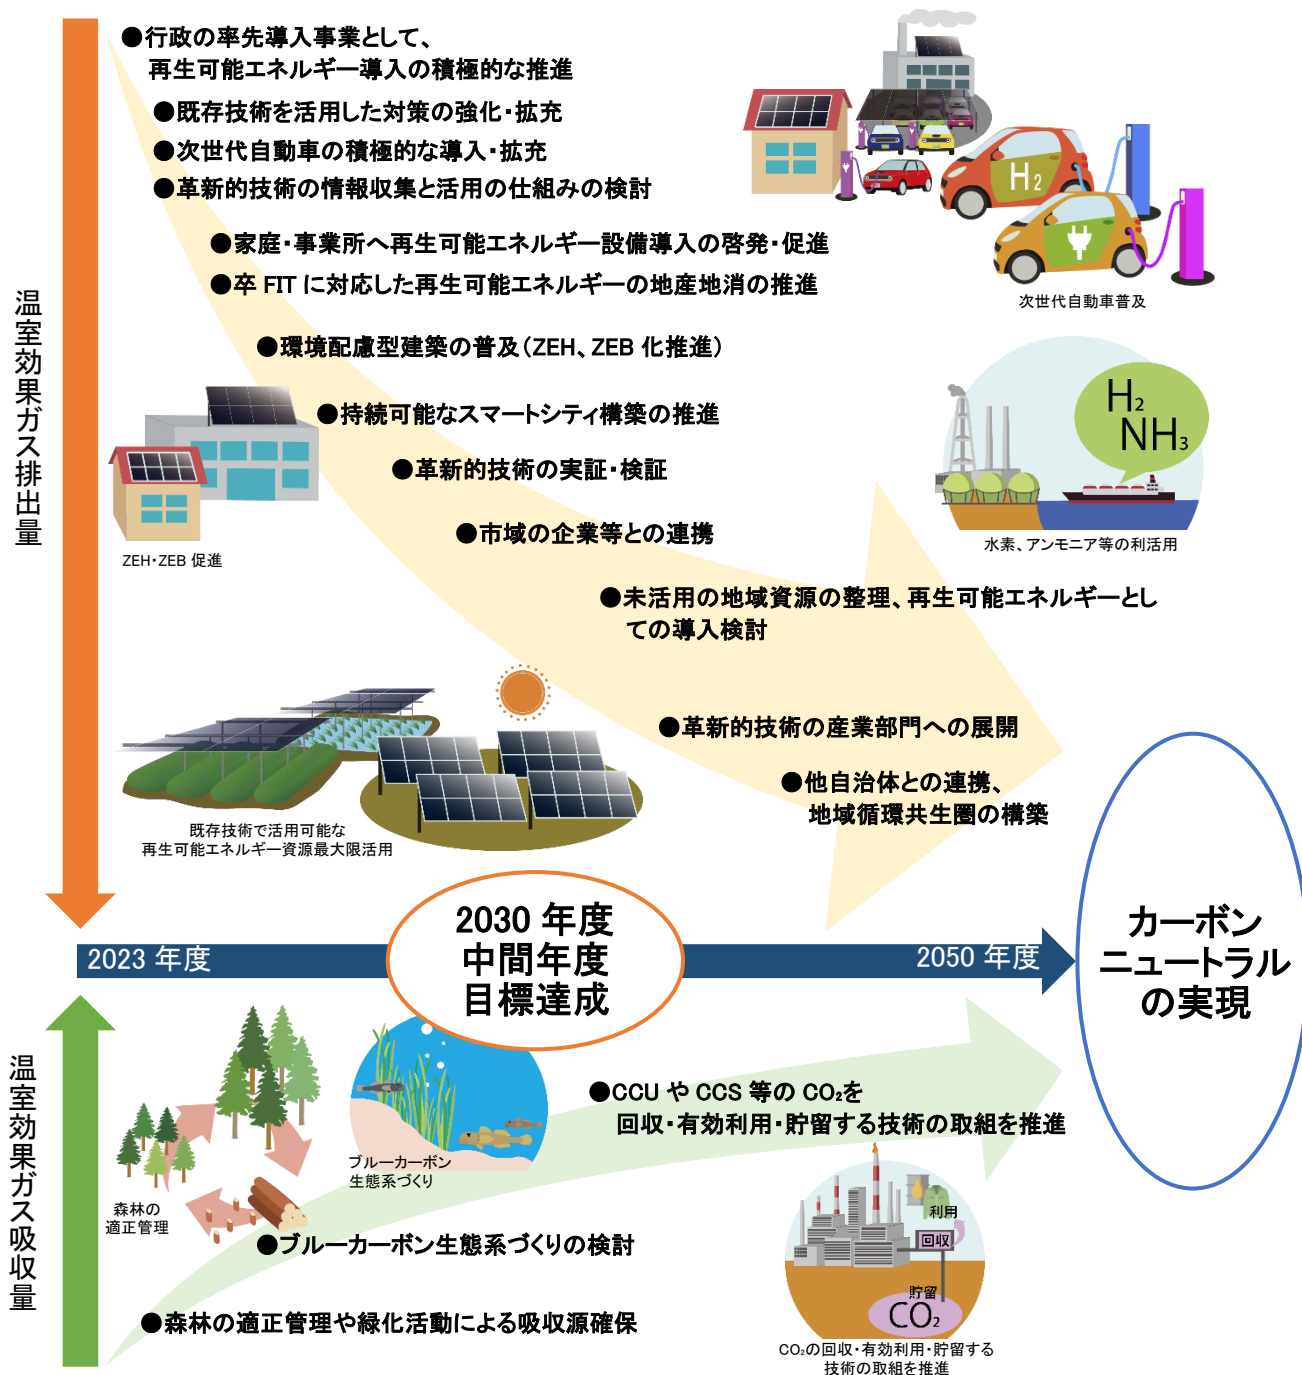 ●行政の率先導入事業として、
再生可能エネルギー導入の積極的な推進
●既存技術を活用した対策の強化・拡充
●次世代自動車の積極的な導入・拡充
●革新的技術の情報収集と活用の仕組みの検討
●家庭・事業所へ再生可能エネルギー設備導入の啓発・促進
●卒 FIT に対応した再生可能エネルギーの地産地消の推進
H2
次世代自動車普及
温室効果ガス排出量
●環境配慮型建築の普及(ZEH、ZEB 化推進)
●持続可能なスマートシティ構築の推進
●革新的技術の実証・検証
●市域の企業等との連携
ZEH・ZEB 促進
H2
NH3
水素、アンモニア等の利活用
●未活用の地域資源の整理、再生可能エネルギーとし
ての導入検討
●革新的技術の産業部門への展開
●他自治体との連携、
地域循環共生圏の構築
既存技術で活用可能な
再生可能エネルギー資源最大限活用
2023 年度
2030 年度
中間年度
目標達成
2050 年度
カーボン
ニュートラル
の実現
温室効果ガス吸収量
●CCU や CCS 等の CO₂を
回収・有効利用・貯留する技術の取組を推進
ブルーカーボン
生態系づくり
森林の
適正管理
●ブルーカーボン生態系づくりの検討
●森林の適正管理や緑化活動による吸収源確保
利用
回収
貯留
CO2
CO₂の回収・有効利用・貯留する
技術の取組を推進